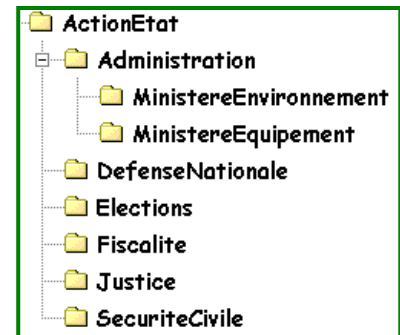 ActionEtat
Administration
MinistereEnvironnement
MinistereEquipement
DefenseNationale
Elections
Fiscalite
Justice
SecuriteCivile